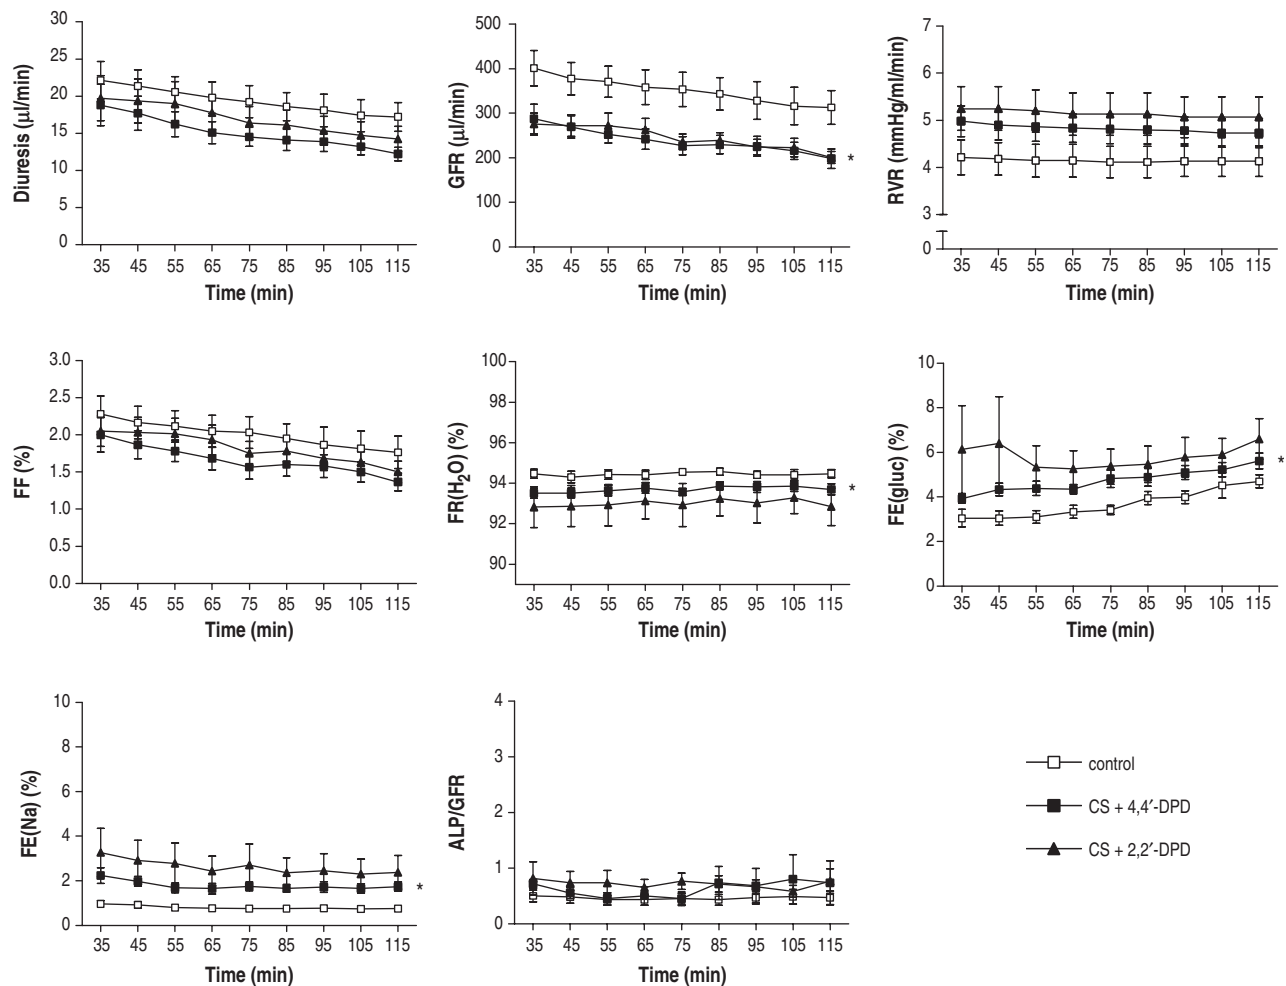 Diuresis (µl/min)
30
25
20
15
10
5
0
35 45 55 65 75 85 95 105 115
Time (min)
GFR (µl/min)
500
400
300
200
100
0
*
35 45 55 65 75 85 95 105 115
Time (min)
RVR (mmHg/ml/min)
7
6
5
4
3
0
35 45 55 65 75 85 95 105 115
Time (min)
FF (%)
3.0
2.5
2.0
1.5
1.0
0.5
0.0
35 45 55 65 75 85 95 105 115
Time (min)
FR(H₂O) (%)
100
98
96
94
92
90
*
35 45 55 65 75 85 95 105 115
Time (min)
FE(gluc) (%)
10
8
6
4
2
0
*
35 45 55 65 75 85 95 105 115
Time (min)
FE(Na) (%)
10
8
6
4
2
0
*
35 45 55 65 75 85 95 105 115
Time (min)
ALP/GFR
4
3
2
1
0
35 45 55 65 75 85 95 105 115
Time (min)
control
CS + 4,4′-DPD
CS + 2,2′-DPD